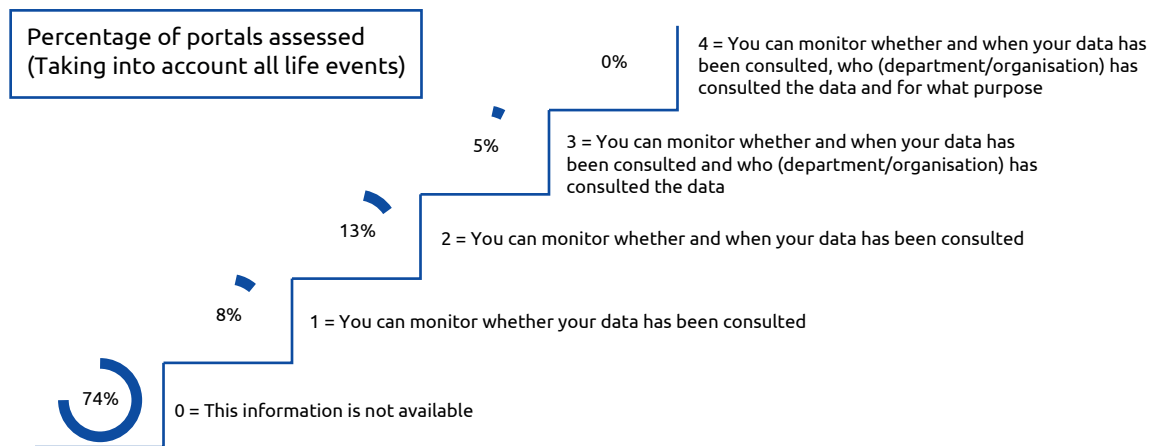 Percentage of portals assessed
(Taking into account all life events)
0%
4 = You can monitor whether and when your data has
been consulted, who (department/organisation) has
consulted the data and for what purpose
5%
3 = You can monitor whether and when your data has
been consulted and who (department/organisation) has
consulted the data
13%
2 = You can monitor whether and when your data has been consulted
8%
1 = You can monitor whether your data has been consulted
74%
0 = This information is not available